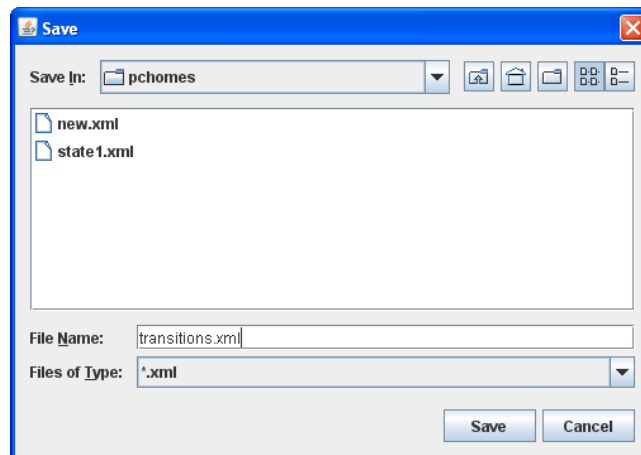 Save
Save In: pchomes
new.xml
state1.xml
File Name: transitions.xml
Files of Type: *.xml
Save Cancel